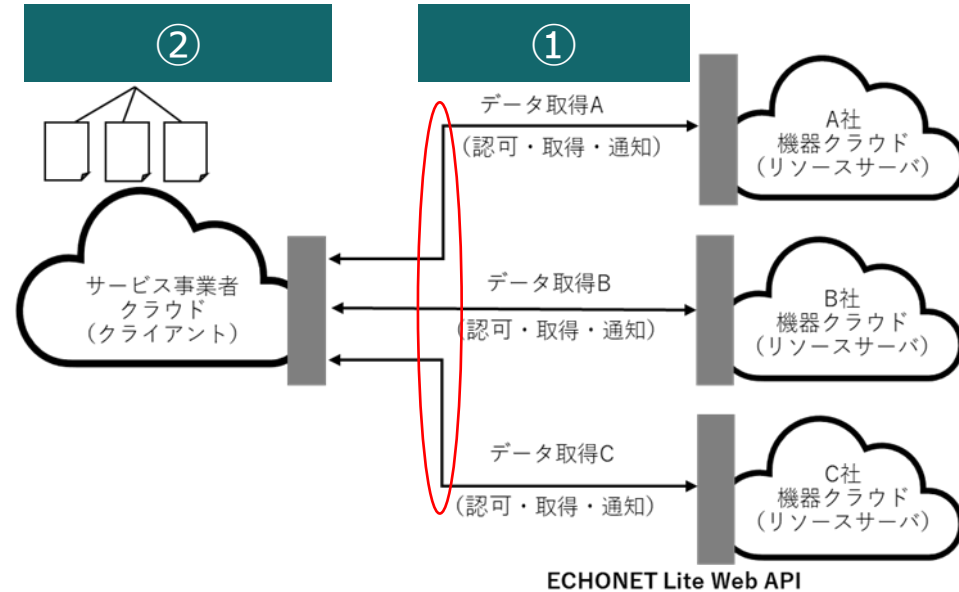 ②
①
データ取得A
（認可・取得・通知）
A社
機器クラウド
（リソースサーバ）
サービス事業者
クラウド
（クライアント）
データ取得B
（認可・取得・通知）
B社
機器クラウド
（リソースサーバ）
データ取得C
（認可・取得・通知）
C社
機器クラウド
（リソースサーバ）
ECHONET Lite Web API